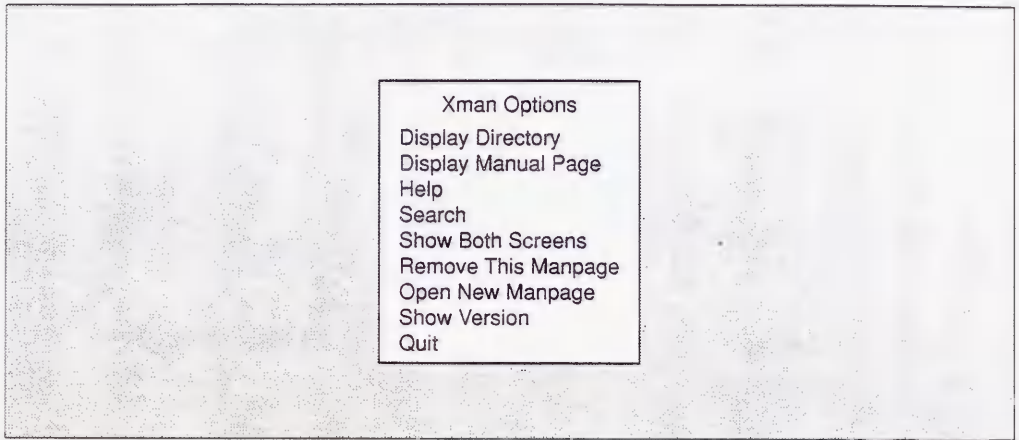 Xman Options
Display Directory
Display Manual Page
Help
Search
Show Both Screens
Remove This Manpage
Open New Manpage
Show Version
Quit